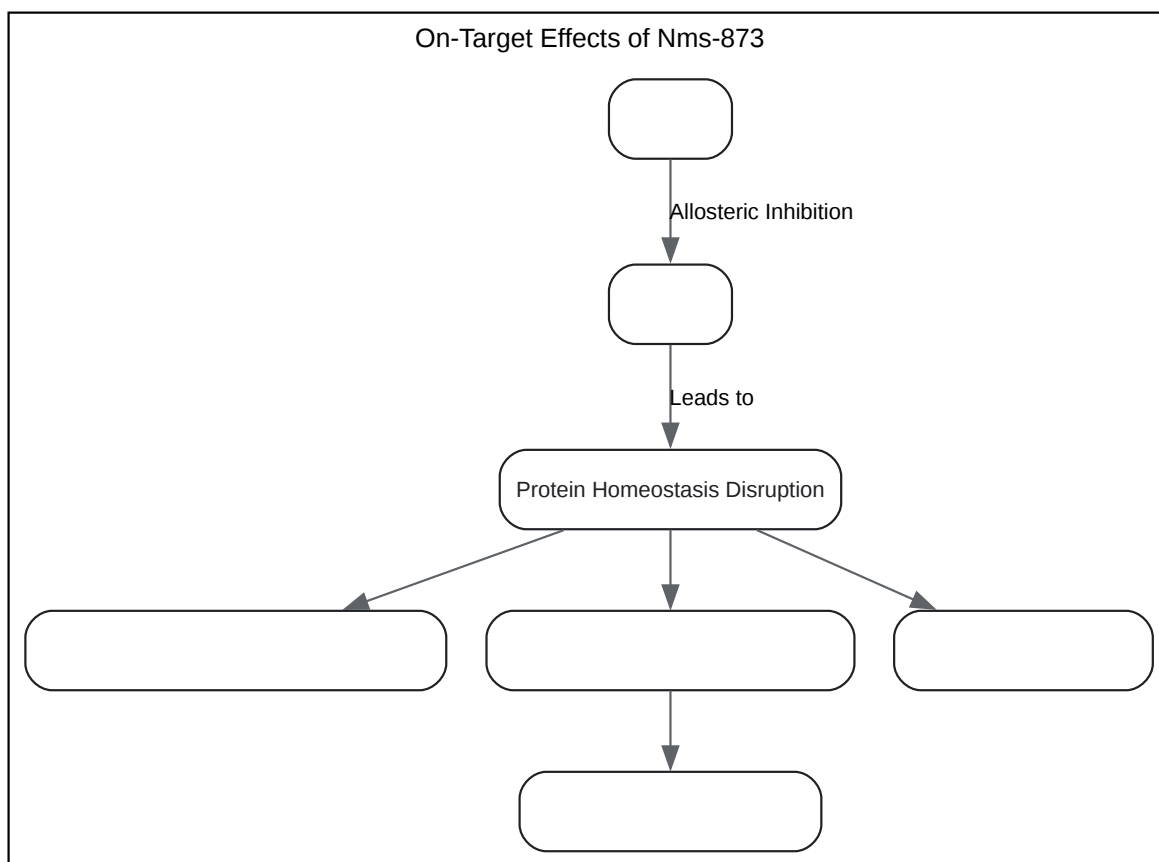 On-Target Effects of Nms-873
Allosteric Inhibition
Leads to
Protein Homeostasis Disruption